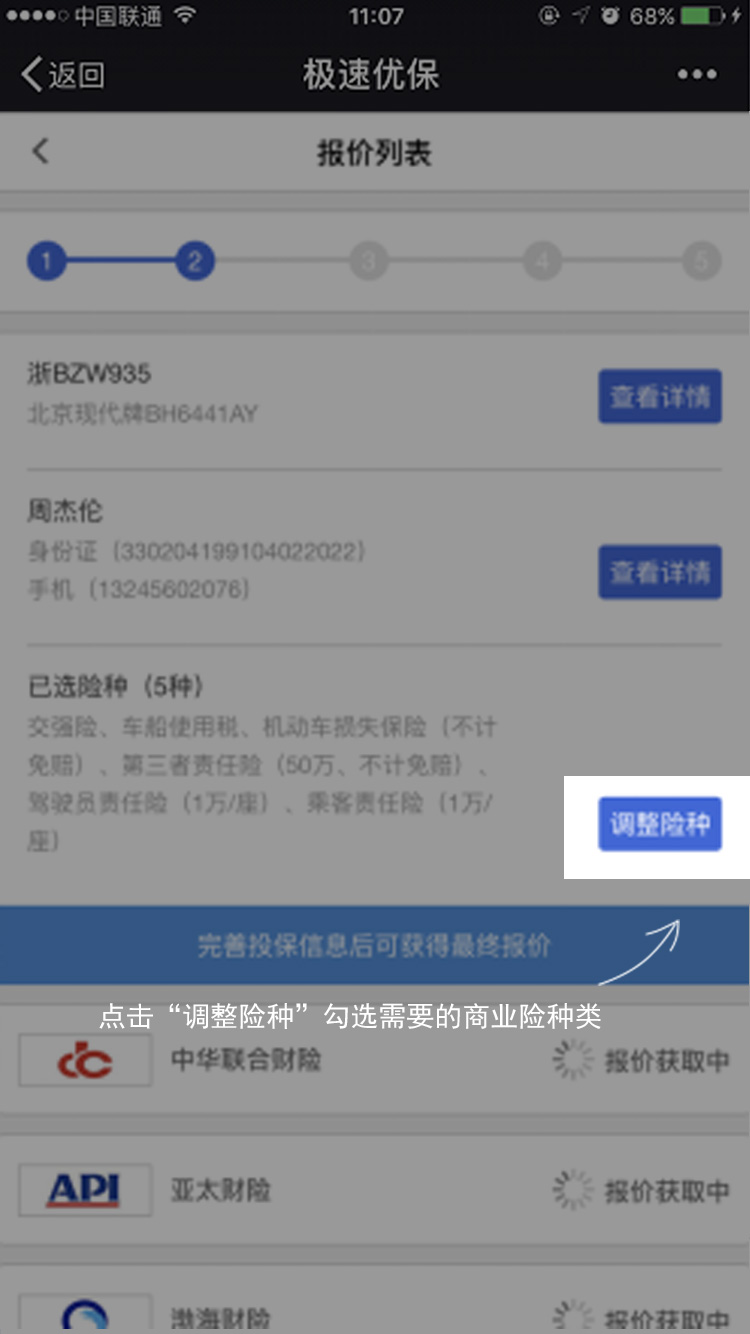 中国联通 11:07 68%
返回 极速优保
报价列表
1 2 3 4 5
浙BZW935
北京现代牌BH6441AY
查看详情
周杰伦
身份证（330204199104022022）
手机（13245602076）
查看详情
已选险种（5种）
交强险、车船使用税、机动车损失保险（不计
免赔）、第三者责任险（50万、不计免赔）、
驾驶员责任险（1万/座）、乘客责任险（1万/
座）
调整险种
完善投保信息后可获得最终报价
点击“调整险种”勾选需要的商业险种类
中华联合财险 报价获取中
API 亚太财险 报价获取中
渤海财险 报价获取中